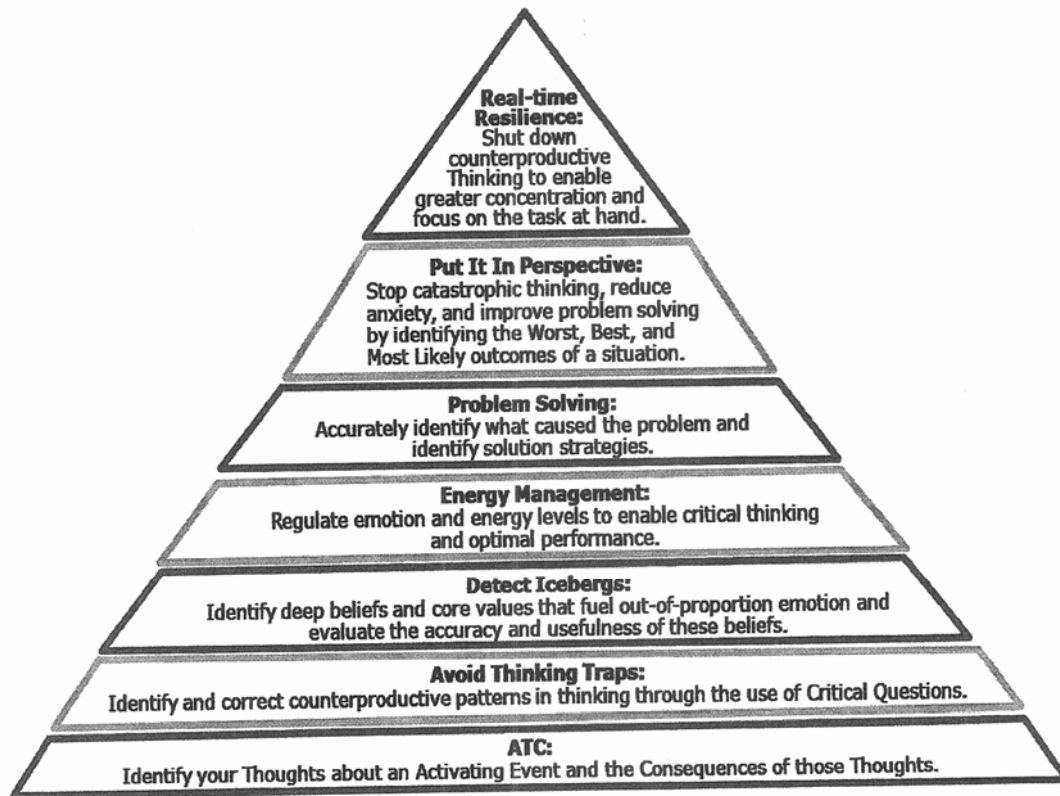 Real-time
Resilience:
Shut down
counterproductive
Thinking to enable
greater concentration and
focus on the task at hand.
Put It In Perspective:
Stop catastrophic thinking, reduce
anxiety, and improve problem solving
by identifying the Worst, Best, and
Most Likely outcomes of a situation.
Problem Solving:
Accurately identify what caused the problem and
identify solution strategies.
Energy Management:
Regulate emotion and energy levels to enable critical thinking
and optimal performance.
Detect Icebergs:
Identify deep beliefs and core values that fuel out-of-proportion emotion and
evaluate the accuracy and usefulness of these beliefs.
Avoid Thinking Traps:
Identify and correct counterproductive patterns in thinking through the use of Critical Questions.
ATC:
Identify your Thoughts about an Activating Event and the Consequences of those Thoughts.